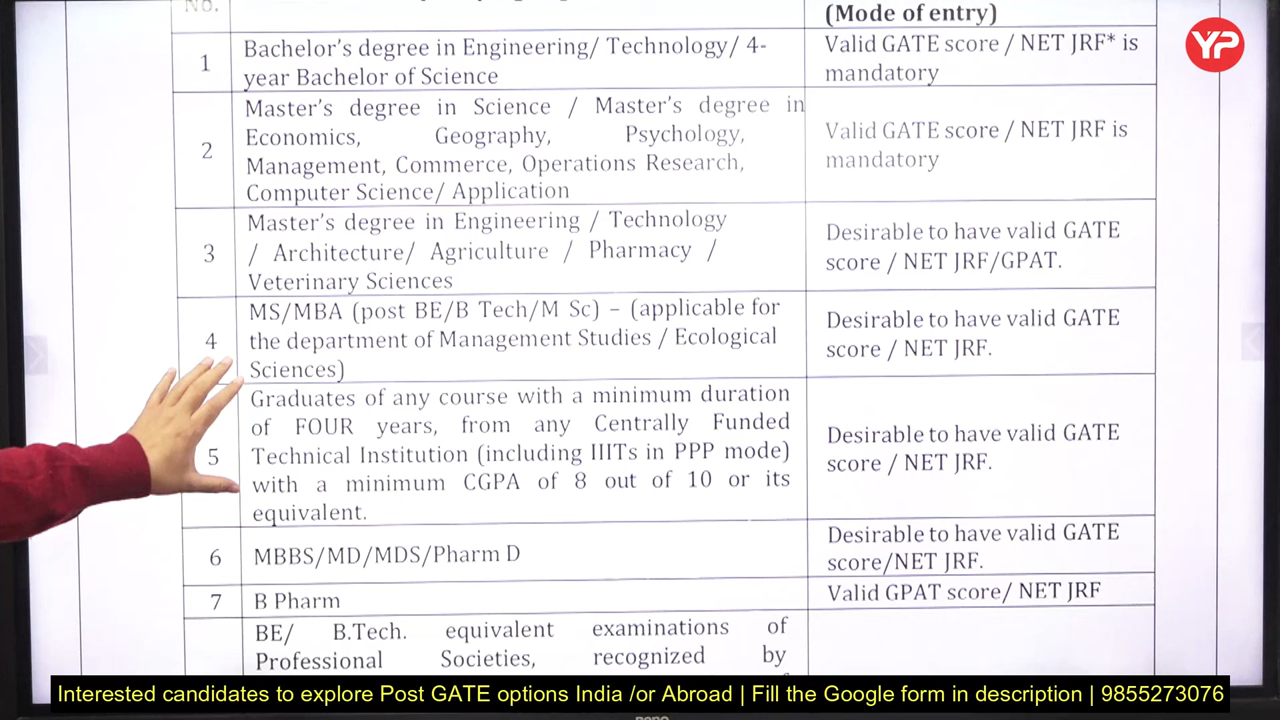 No.
(Mode of entry)
1
Bachelor’s degree in Engineering/ Technology/ 4-
year Bachelor of Science
Valid GATE score / NET JRF* is
mandatory
2
Master’s degree in Science / Master’s degree in
Economics, Geography, Psychology,
Management, Commerce, Operations Research,
Computer Science/ Application
Valid GATE score / NET JRF is
mandatory
3
Master’s degree in Engineering / Technology
/ Architecture/ Agriculture / Pharmacy /
Veterinary Sciences
Desirable to have valid GATE
score / NET JRF/GPAT.
4
MS/MBA (post BE/B Tech/M Sc) – (applicable for
the department of Management Studies / Ecological
Sciences)
Desirable to have valid GATE
score / NET JRF.
5
Graduates of any course with a minimum duration
of FOUR years, from any Centrally Funded
Technical Institution (including IIITs in PPP mode)
with a minimum CGPA of 8 out of 10 or its
equivalent.
Desirable to have valid GATE
score / NET JRF.
6
MBBS/MD/MDS/Pharm D
Desirable to have valid GATE
score/NET JRF.
7
B Pharm
Valid GPAT score/ NET JRF
BE/ B.Tech. equivalent examinations of
Professional Societies, recognized by
YP
Interested candidates to explore Post GATE options India /or Abroad | Fill the Google form in description | 9855273076